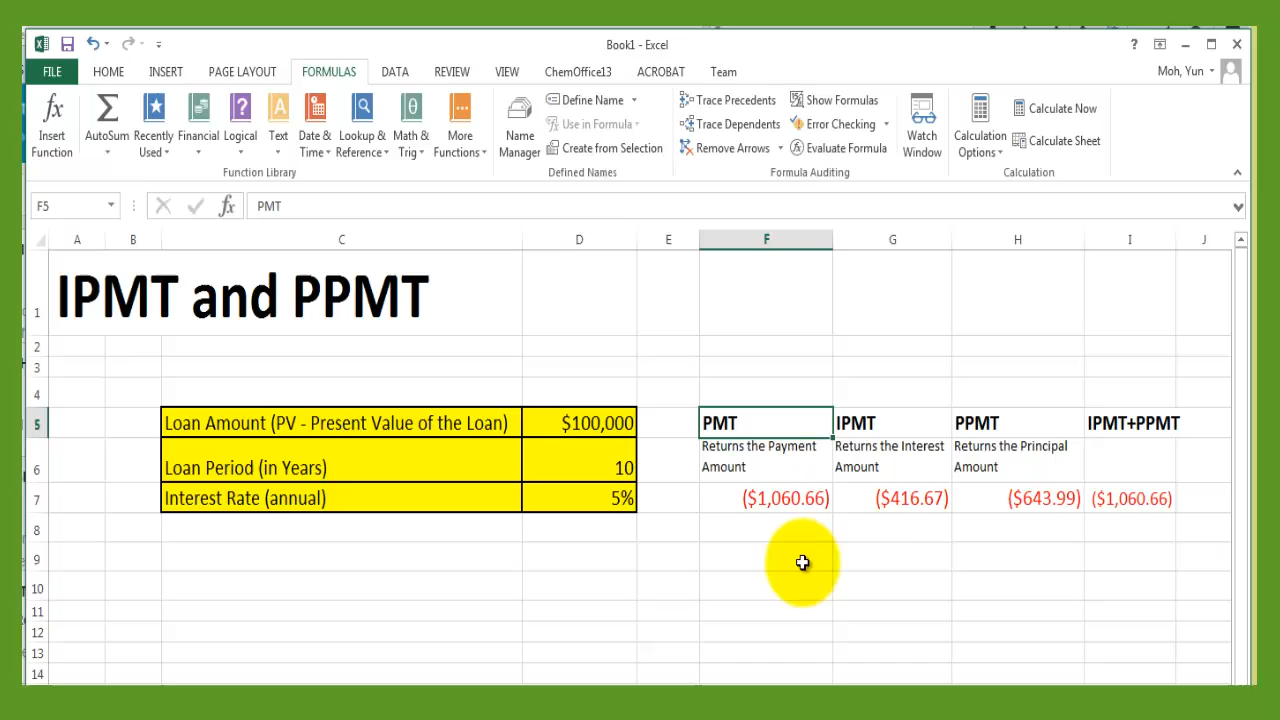 Book1 - Excel
?
FILE HOME INSERT PAGE LAYOUT FORMULAS DATA REVIEW VIEW ChemOffice13 ACROBAT Team Moh, Yun
fx Σ ? A θ
Insert Function
AutoSum
Recently Used
Financial
Logical
Text
Date & Time
Lookup & Reference
Math & Trig
More Functions
Function Library
Name Manager
Define Name
Use in Formula
Create from Selection
Defined Names
Trace Precedents
Trace Dependents
Remove Arrows
Show Formulas
Error Checking
Evaluate Formula
Formula Auditing
Watch Window
Calculation Options
Calculate Now
Calculate Sheet
Calculation
F5 fx PMT
A B C D E F G H I J
1 IPMT and PPMT
2
3
4
5 Loan Amount (PV - Present Value of the Loan) $100,000 PMT IPMT PPMT IPMT+PPMT
Returns the Payment Returns the Interest Returns the Principal
6 Loan Period (in Years) 10 Amount Amount Amount
7 Interest Rate (annual) 5% ($1,060.66) ($416.67) ($643.99) ($1,060.66)
8
9
10
11
12
13
14